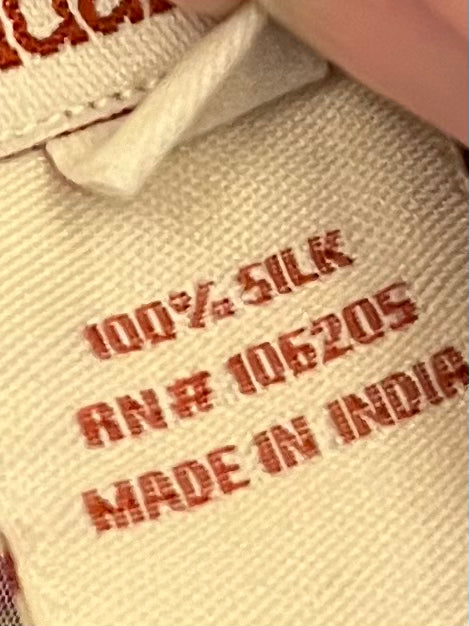 100% SILK
RN# 106205
MADE IN INDIA